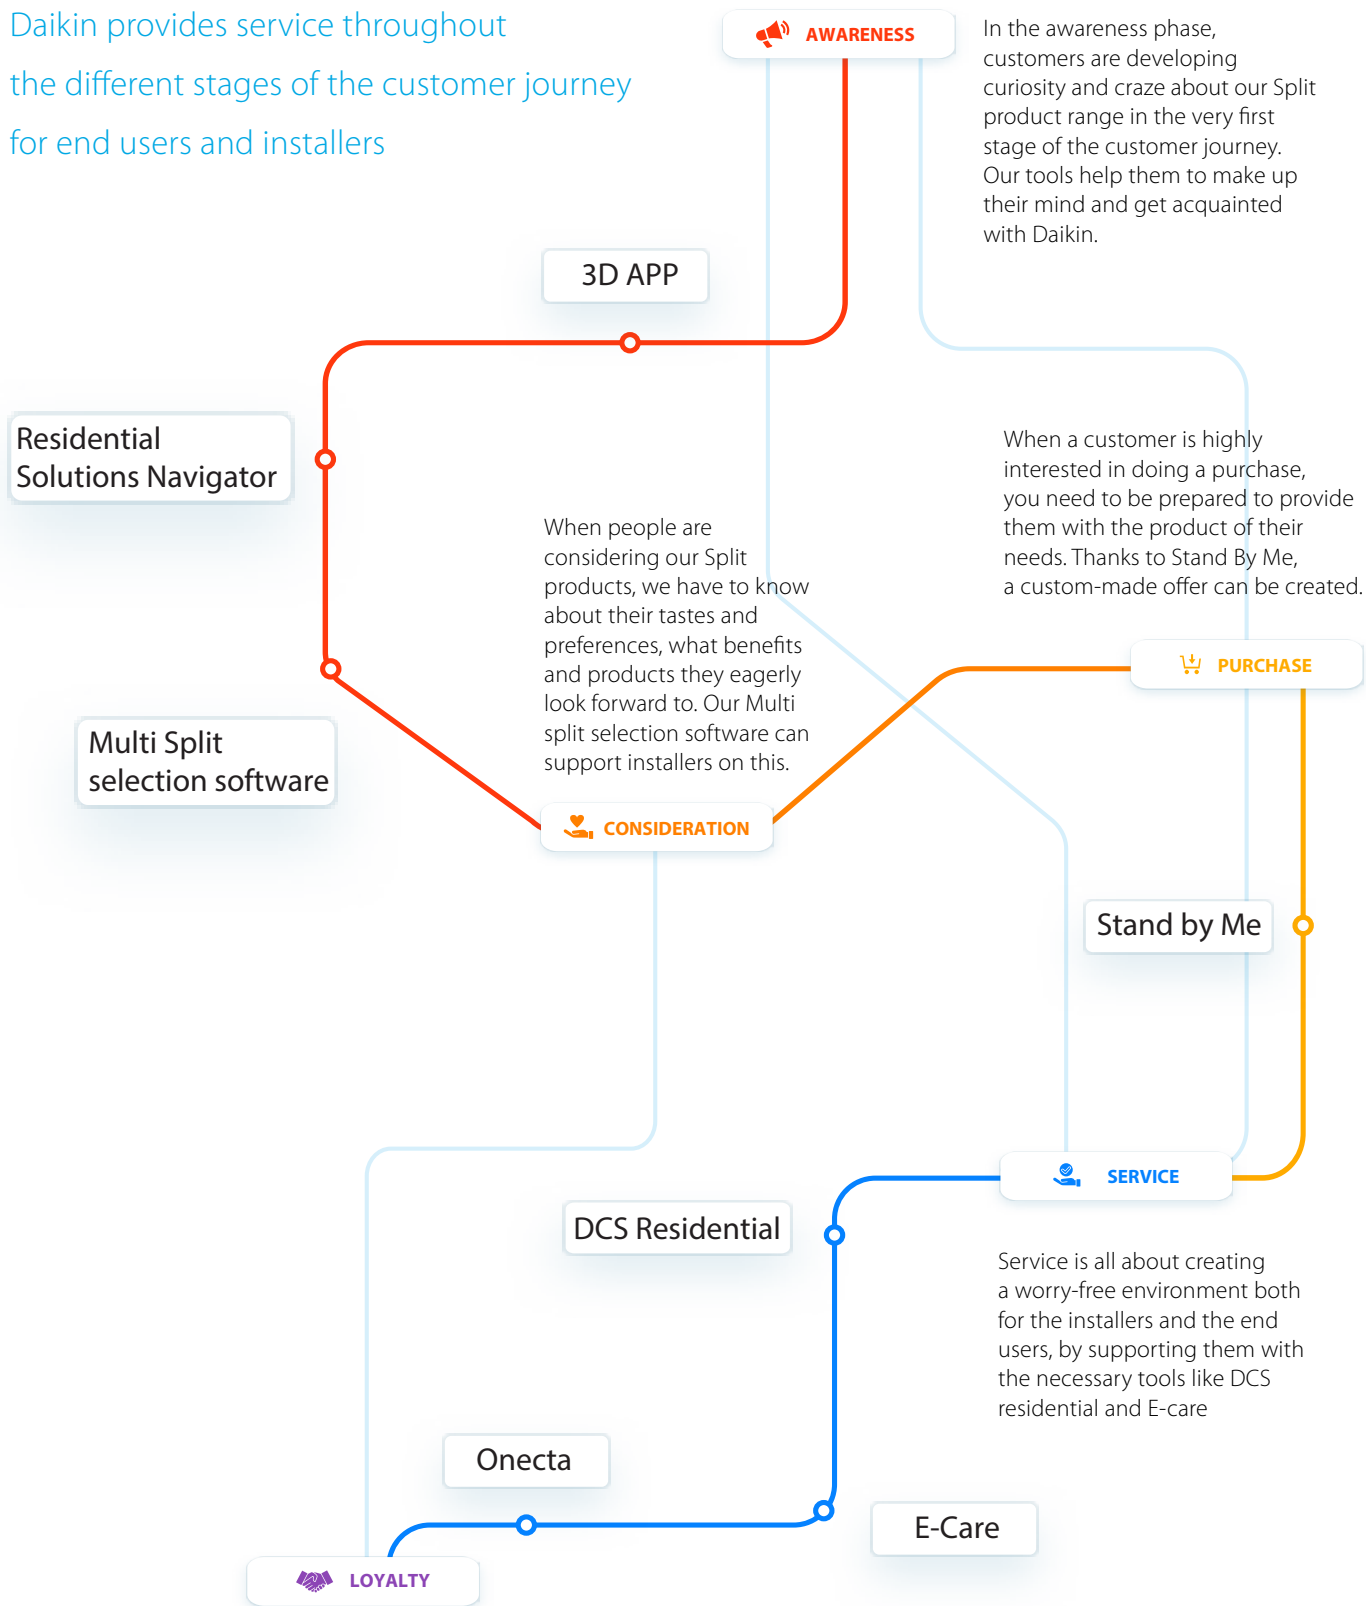 Daikin provides service throughout
the different stages of the customer journey
for end users and installers
AWARENESS
In the awareness phase,
customers are developing
curiosity and craze about our Split
product range in the very first
stage of the customer journey.
Our tools help them to make up
their mind and get acquainted
with Daikin.
3D APP
Residential
Solutions Navigator
Multi Split
selection software
When people are
considering our Split
products, we have to know
about their tastes and
preferences, what benefits
and products they eagerly
look forward to. Our Multi
split selection software can
support installers on this.
CONSIDERATION
When a customer is highly
interested in doing a purchase,
you need to be prepared to provide
them with the product of their
needs. Thanks to Stand By Me,
a custom-made offer can be created.
PURCHASE
Stand by Me
SERVICE
Service is all about creating
a worry-free environment both
for the installers and the end
users, by supporting them with
the necessary tools like DCS
residential and E-care
DCS Residential
E-Care
Onecta
LOYALTY